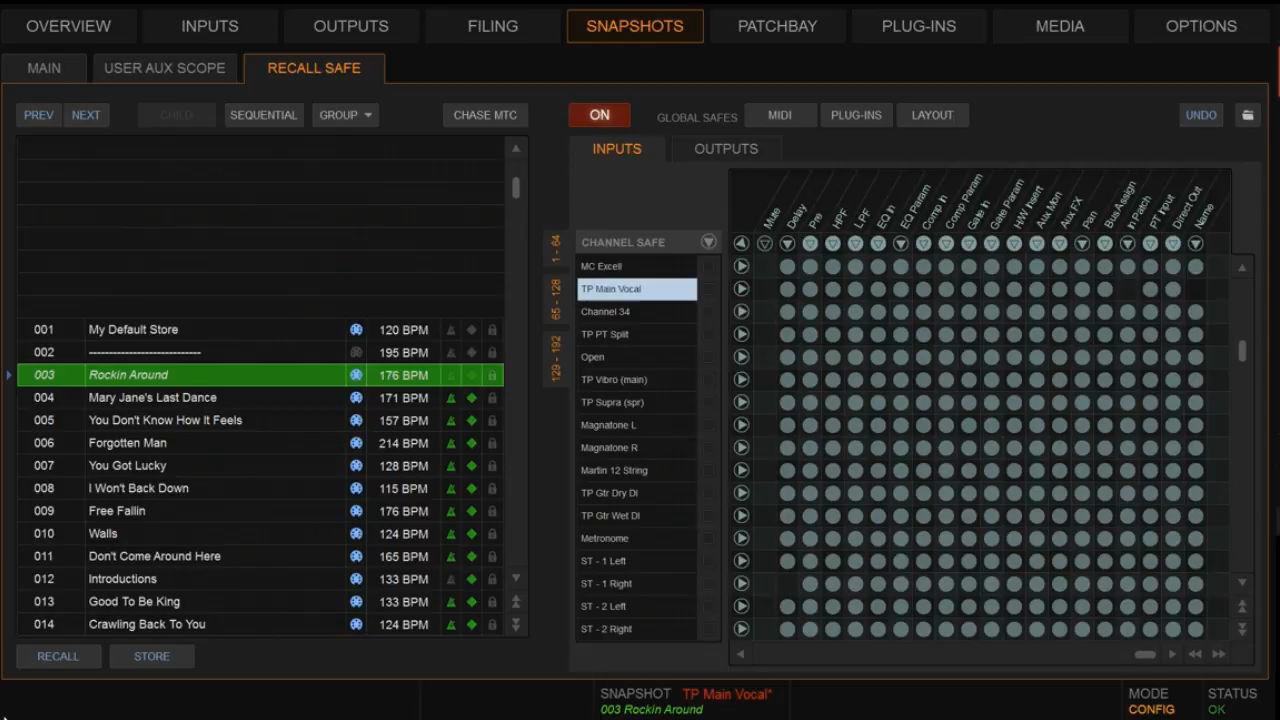 OVERVIEW INPUTS OUTPUTS FILING SNAPSHOTS PATCHBAY PLUG-INS MEDIA OPTIONS
MAIN USER AUX SCOPE RECALL SAFE
PREV NEXT CHILD SEQUENTIAL GROUP CHASE MTC ON GLOBAL SAFES MIDI PLUG-INS LAYOUT UNDO
INPUTS OUTPUTS
Mute Delay Pre HPF LPF EQ In EQ Param Comp In Comp Param Gate In Gate Param H/W Insert Aux Mon Aux FX Pan Bus Assign In Patch PT Input Direct Out Name
1 - 64
65 - 128
129 - 192
CHANNEL SAFE
MC Excell
TP Main Vocal
Channel 34
TP PT Split
Open
TP Vibro (main)
TP Supra (spr)
Magnatone L
Magnatone R
Martin 12 String
TP Gtr Dry DI
TP Gtr Wet DI
Metronome
ST - 1 Left
ST - 1 Right
ST - 2 Left
ST - 2 Right
001 My Default Store 120 BPM
002 ---------------------------- 195 BPM
003 Rockin Around 176 BPM
004 Mary Jane's Last Dance 171 BPM
005 You Don't Know How It Feels 157 BPM
006 Forgotten Man 214 BPM
007 You Got Lucky 128 BPM
008 I Won't Back Down 115 BPM
009 Free Fallin 176 BPM
010 Walls 124 BPM
011 Don't Come Around Here 165 BPM
012 Introductions 133 BPM
013 Good To Be King 133 BPM
014 Crawling Back To You 124 BPM
RECALL STORE
SNAPSHOT TP Main Vocal*
003 Rockin Around
MODE
CONFIG
STATUS
OK